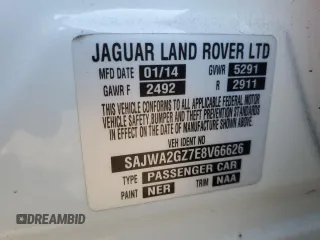 JAGUAR LAND ROVER LTD
MFD DATE 01/14 GVWR 5291
GAWR F 2492 R 2911
THIS VEHICLE CONFORMS TO ALL APPLICABLE FEDERAL MOTOR
VEHICLE SAFETY, BUMPER AND THEFT STANDARDS IN EFFECT ON THE
DATE OF MANUFACTURE SHOWN ABOVE
VEH IDENT NO
SAJWA2GZ7E8V66626
TYPE PASSENGER CAR
PAINT NER TRIM NAA
DREAMBID